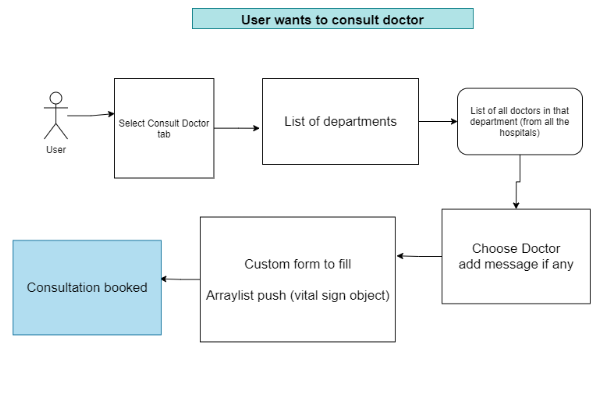 User wants to consult doctor
User
Select Consult Doctor
tab
List of departments
List of all doctors in that
department (from all the
hospitals)
Choose Doctor
add message if any
Custom form to fill
Arraylist push (vital sign object)
Consultation booked